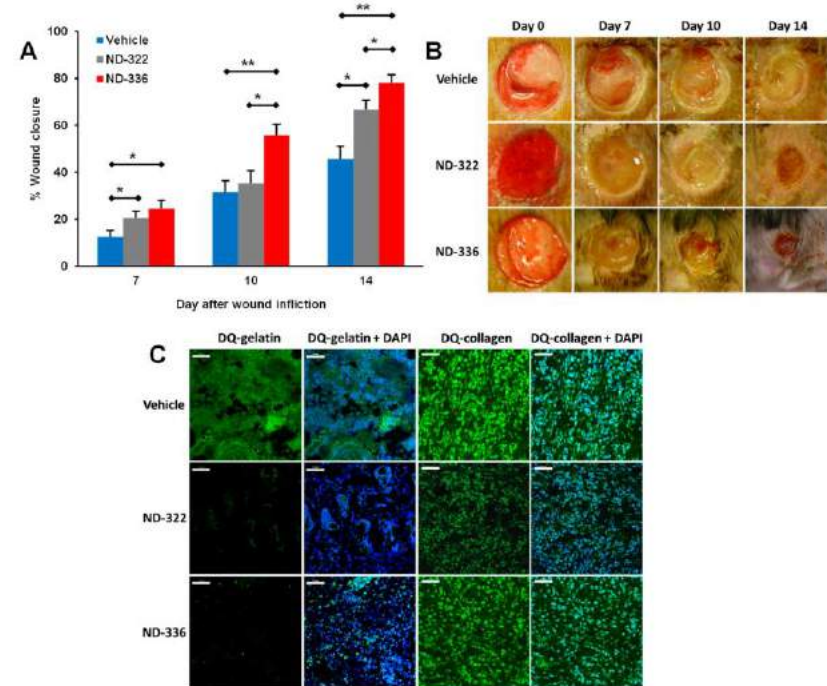 A
Vehicle
ND-322
ND-336
% Wound closure
100
80
60
40
20
0
*
*
**
*
**
*
*
7
10
14
Day after wound infliction
B
Day 0
Day 7
Day 10
Day 14
Vehicle
ND-322
ND-336
C
DQ-gelatin
DQ-gelatin + DAPI
DQ-collagen
DQ-collagen + DAPI
Vehicle
ND-322
ND-336